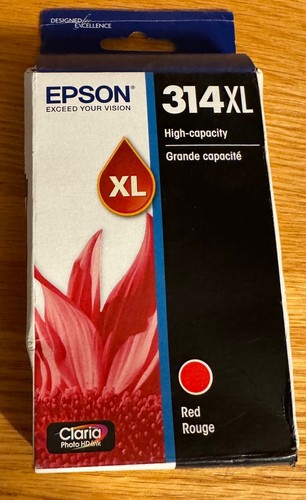 DESIGNED for
EXCELLENCE
EPSON®
EXCEED YOUR VISION
314XL
High-capacity
Grande capacité
XL
Red
Rouge
Claria
Photo HD Ink